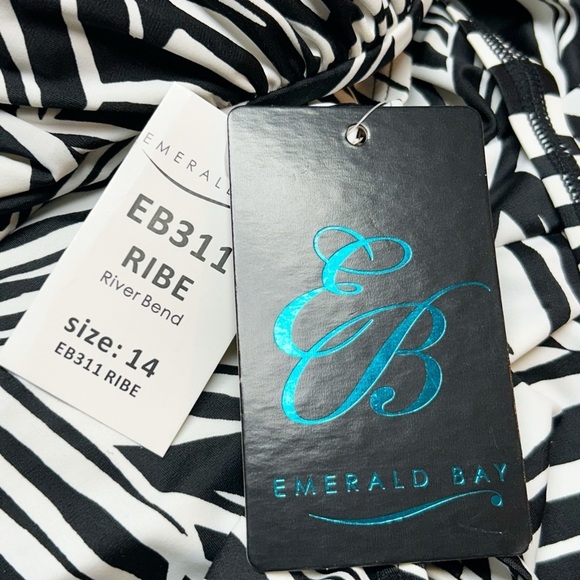 EMERALD
EB311
RIBE
River Bend
size: 14
EB311 RIBE
EB
EMERALD BAY